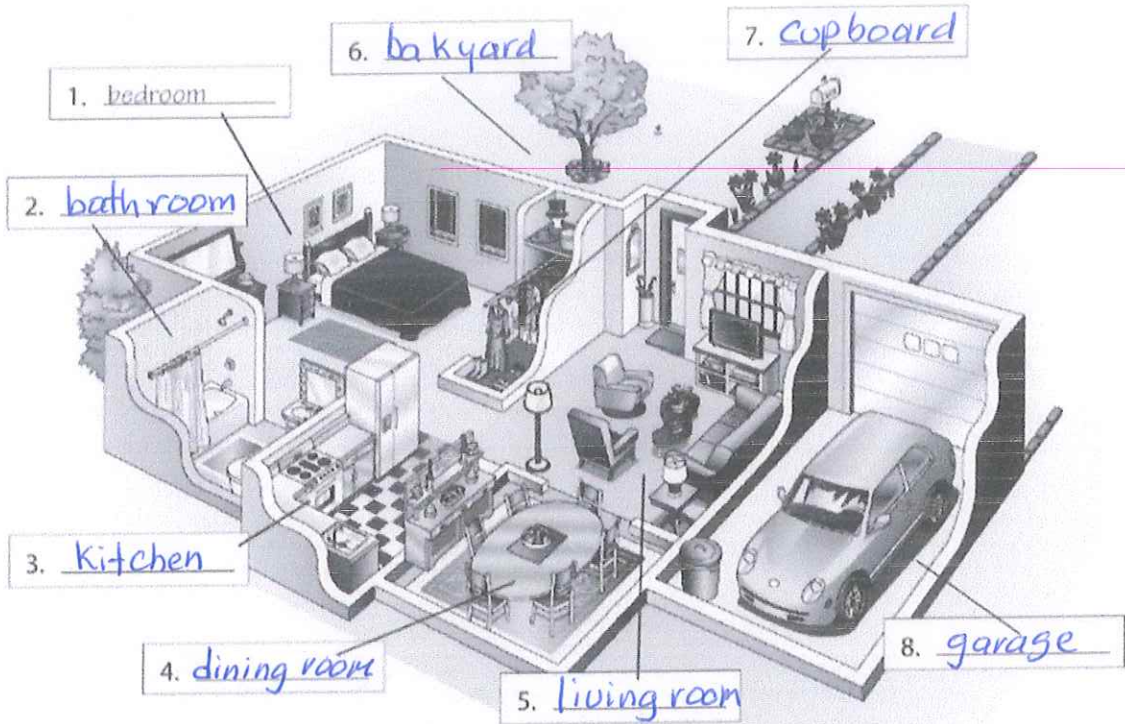 6. bakyard
7. cupboard
1. bedroom
2. bathroom
3. kitchen
4. dining room
5. living room
8. garage